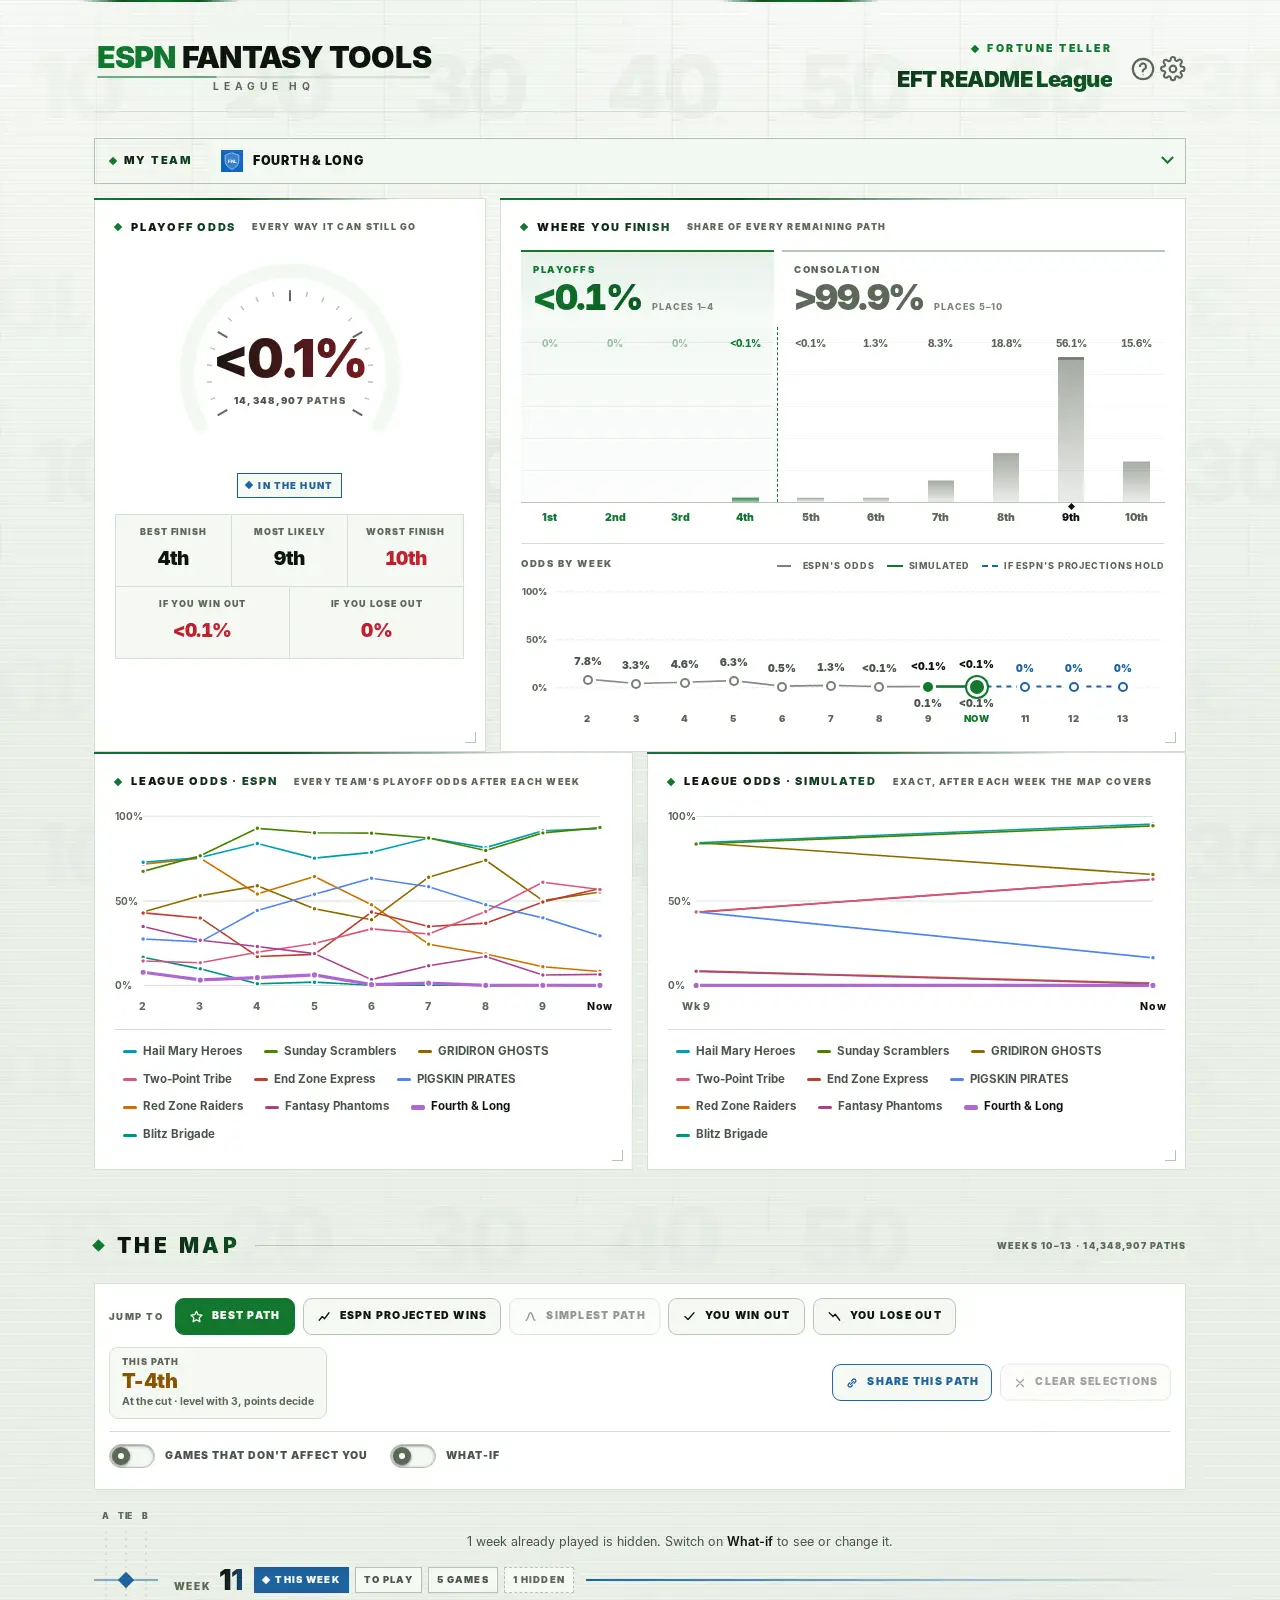 ESPN FANTASY TOOLS
LEAGUE HQ
FORTUNE TELLER
EFT README League
MY TEAM
FOURTH & LONG
PLAYOFF ODDS EVERY WAY IT CAN STILL GO
<0.1%
14,348,907 PATHS
IN THE HUNT
BEST FINISH MOST LIKELY WORST FINISH
4th 9th 10th
IF YOU WIN OUT IF YOU LOSE OUT
<0.1% 0%
WHERE YOU FINISH SHARE OF EVERY REMAINING PATH
PLAYOFFS
<0.1% PLACES 1–4
CONSOLATION
>99.9% PLACES 5–10
0% 0% 0% <0.1% <0.1% 1.3% 8.3% 18.8% 56.1% 15.6%
1st 2nd 3rd 4th 5th 6th 7th 8th 9th 10th
ODDS BY WEEK
ESPN'S ODDS SIMULATED IF ESPN'S PROJECTIONS HOLD
100%
50%
0%
7.8% 3.3% 4.6% 6.3% 0.5% 1.3% <0.1% <0.1% <0.1% 0% 0% 0%
0.1% <0.1%
2 3 4 5 6 7 8 9 NOW 11 12 13
LEAGUE ODDS · ESPN EVERY TEAM'S PLAYOFF ODDS AFTER EACH WEEK
100%
50%
0%
2 3 4 5 6 7 8 9 Now
Hail Mary Heroes Sunday Scramblers GRIDIRON GHOSTS
Two-Point Tribe End Zone Express PIGSKIN PIRATES
Red Zone Raiders Fantasy Phantoms Fourth & Long
Blitz Brigade
LEAGUE ODDS · SIMULATED EXACT, AFTER EACH WEEK THE MAP COVERS
100%
50%
0%
Wk 9 Now
Hail Mary Heroes Sunday Scramblers GRIDIRON GHOSTS
Two-Point Tribe End Zone Express PIGSKIN PIRATES
Red Zone Raiders Fantasy Phantoms Fourth & Long
Blitz Brigade
THE MAP
WEEKS 10–13 · 14,348,907 PATHS
JUMP TO BEST PATH ESPN PROJECTED WINS SIMPLEST PATH YOU WIN OUT YOU LOSE OUT
THIS PATH
T-4th
At the cut · level with 3, points decide
SHARE THIS PATH CLEAR SELECTIONS
GAMES THAT DON'T AFFECT YOU WHAT-IF
A TIE B
1 week already played is hidden. Switch on What-if to see or change it.
WEEK 11 THIS WEEK TO PLAY 5 GAMES 1 HIDDEN